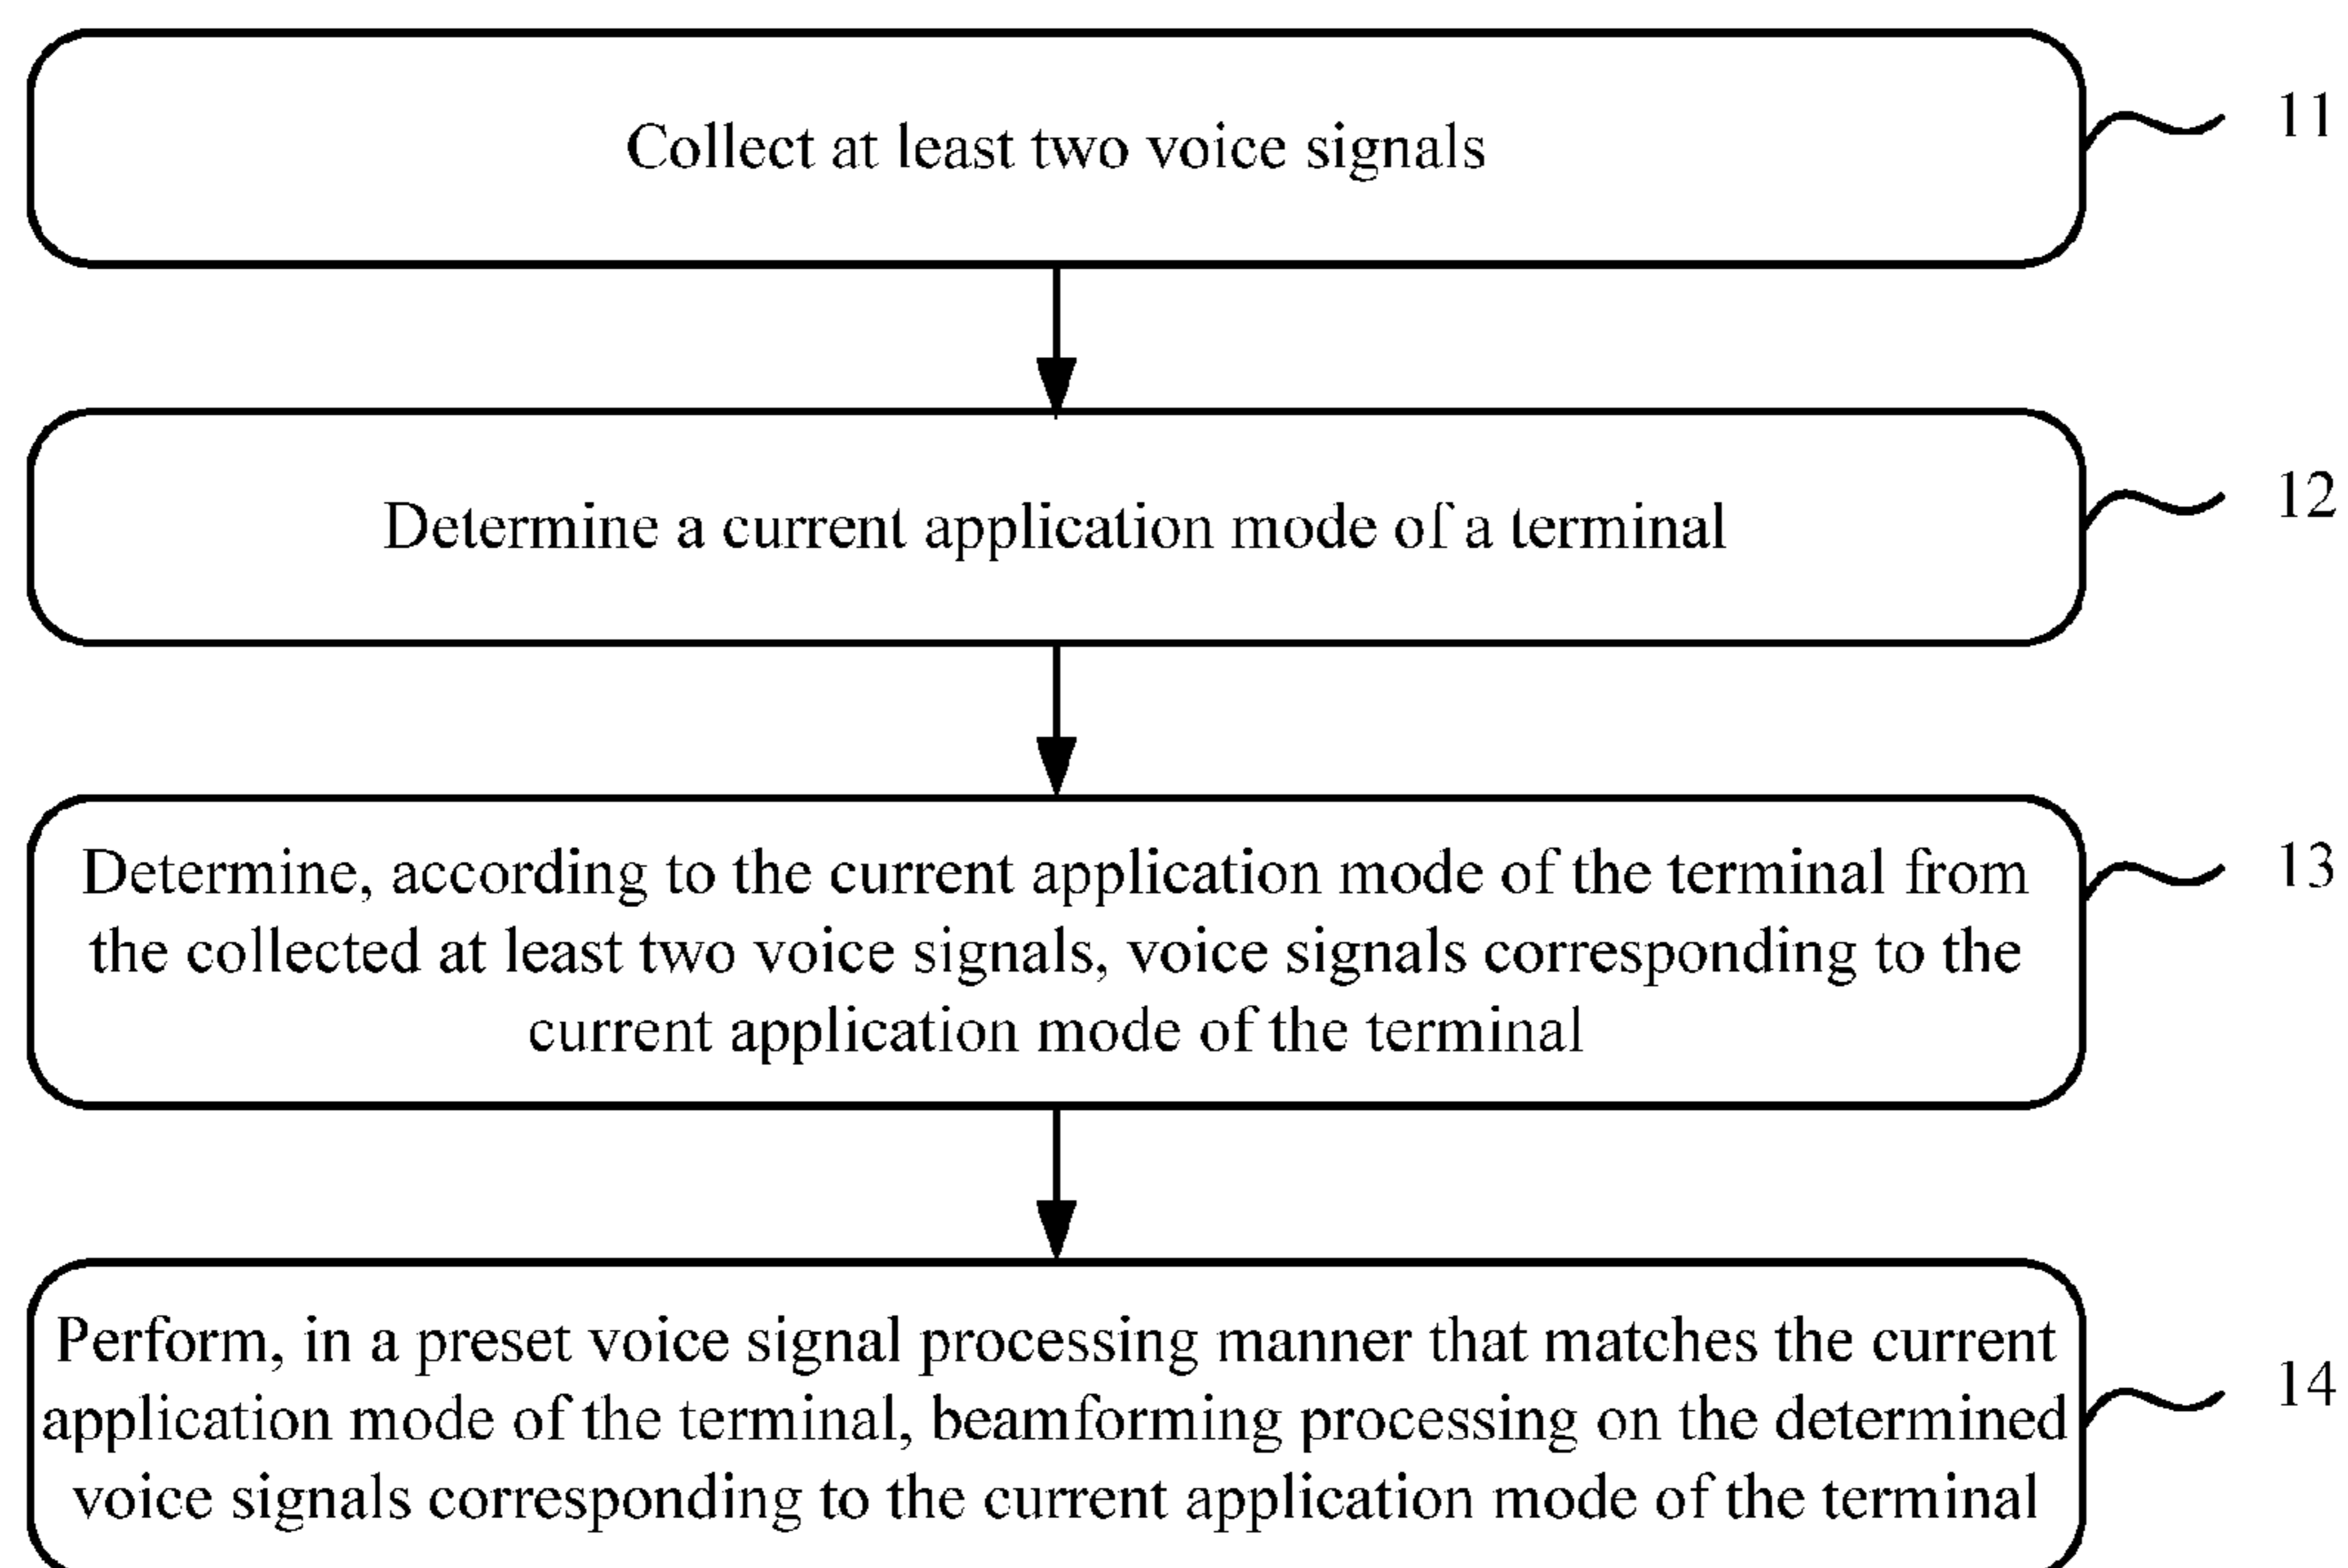 Collect at least two voice signals
11
Determine a current application mode of a terminal
12
Determine, according to the current application mode of the terminal from
the collected at least two voice signals, voice signals corresponding to the
current application mode of the terminal
13
Perform, in a preset voice signal processing manner that matches the current
application mode of the terminal, beamforming processing on the determined
voice signals corresponding to the current application mode of the terminal
14